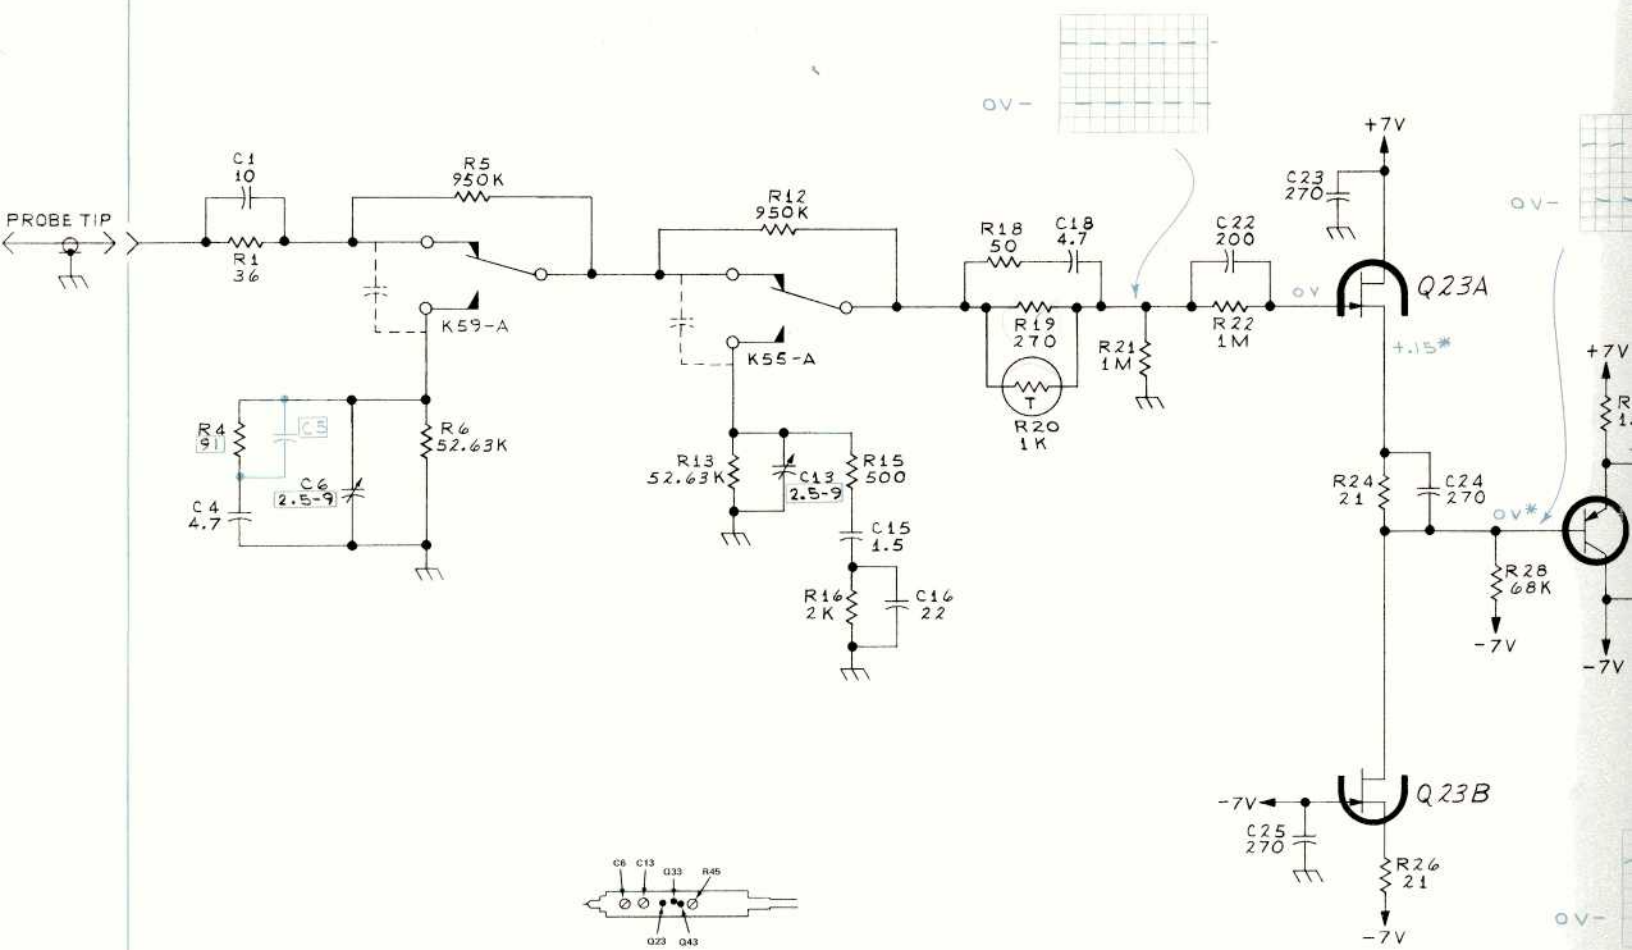 PROBE TIP
C1
10
R1
36
R5
950K
K59-A
R4
91
C5
C4
4.7
C6
2.5-9
R6
52.63K
R12
950K
K55-A
R13
52.63K
C13
2.5-9
R15
500
C15
1.5
R16
2K
C16
22
0V-
R18
50
C18
4.7
R19
270
T
R20
1K
R21
1M
C22
200
R22
1M
0V
+7V
C23
270
Q23A
+.15*
R24
21
C24
270
0V*
0V-
R28
68K
-7V
+7V
-7V
-7V
C25
270
Q23B
R26
21
-7V
0V-
C6
C13
Q33
R45
Q23
Q43